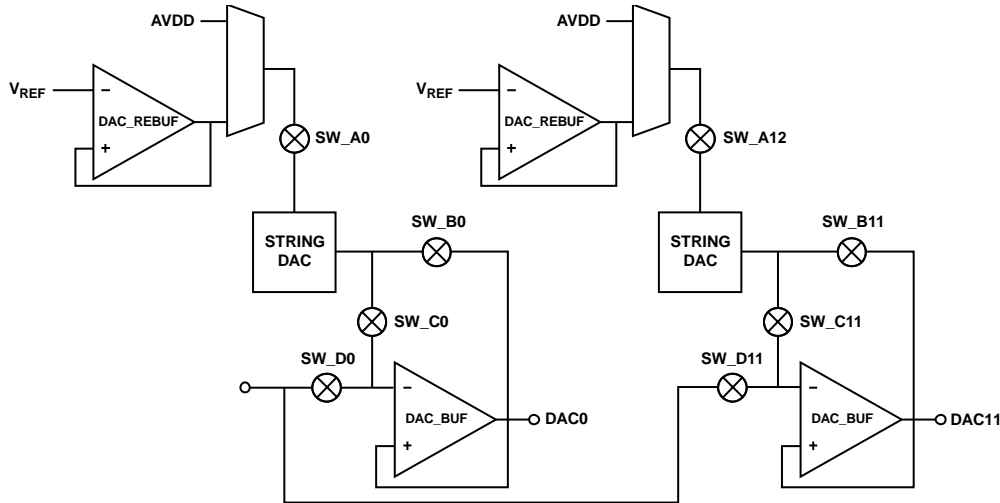 AVDD
AVDD
VREF
VREF
−
−
DAC_REBUF
DAC_REBUF
+
+
SW_A0
SW_A12
STRING
DAC
SW_B0
STRING
DAC
SW_B11
SW_C0
SW_C11
SW_D0
SW_D11
−
−
DAC_BUF
DAC0
DAC_BUF
DAC11
+
+